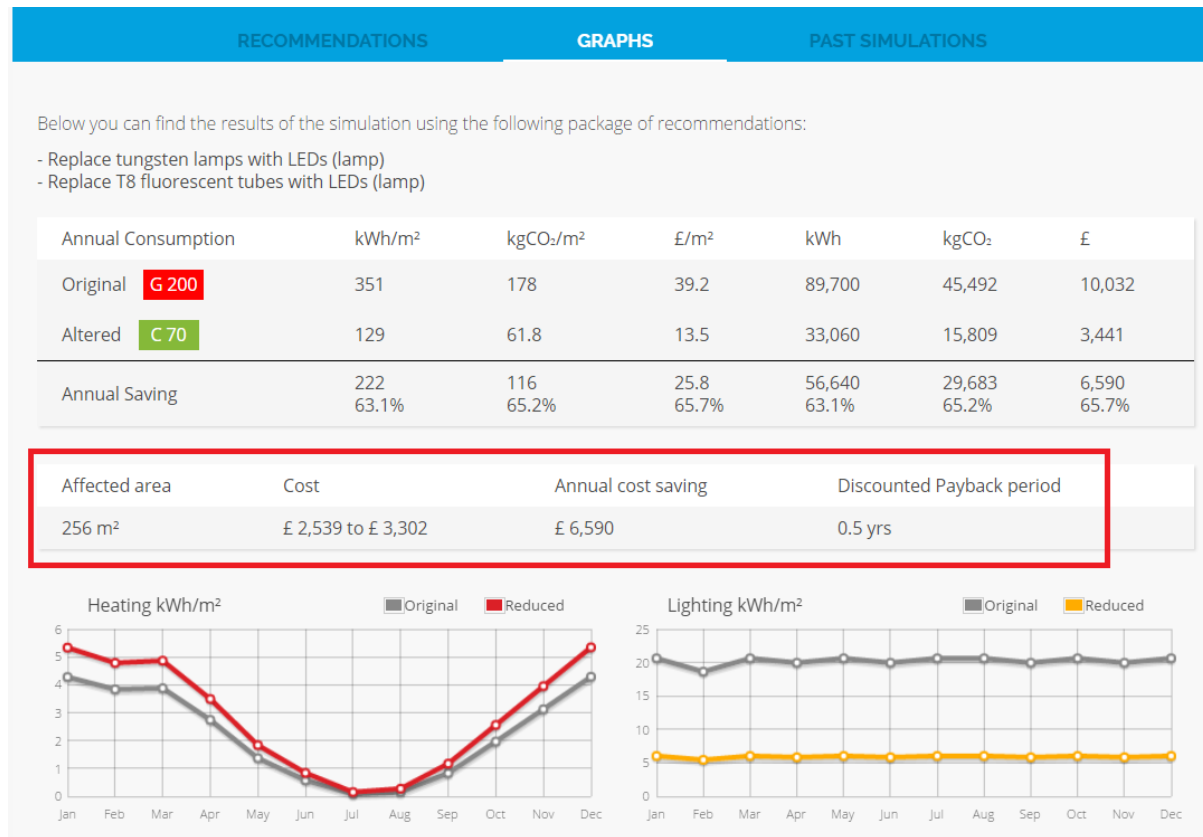 RECOMMENDATIONS GRAPHS PAST SIMULATIONS
Below you can find the results of the simulation using the following package of recommendations:
- Replace tungsten lamps with LEDs (lamp)
- Replace T8 fluorescent tubes with LEDs (lamp)
Annual Consumption kWh/m² kgCO₂/m² £/m² kWh kgCO₂ £
Original G 200 351 178 39.2 89,700 45,492 10,032
Altered C 70 129 61.8 13.5 33,060 15,809 3,441
Annual Saving 222 116 25.8 56,640 29,683 6,590
63.1% 65.2% 65.7% 63.1% 65.2% 65.7%
Affected area Cost Annual cost saving Discounted Payback period
256 m² £ 2,539 to £ 3,302 £ 6,590 0.5 yrs
Heating kWh/m² Original Reduced
6
5
4
3
2
1
0
Jan Feb Mar Apr May Jun Jul Aug Sep Oct Nov Dec
Lighting kWh/m² Original Reduced
25
20
15
10
5
0
Jan Feb Mar Apr May Jun Jul Aug Sep Oct Nov Dec